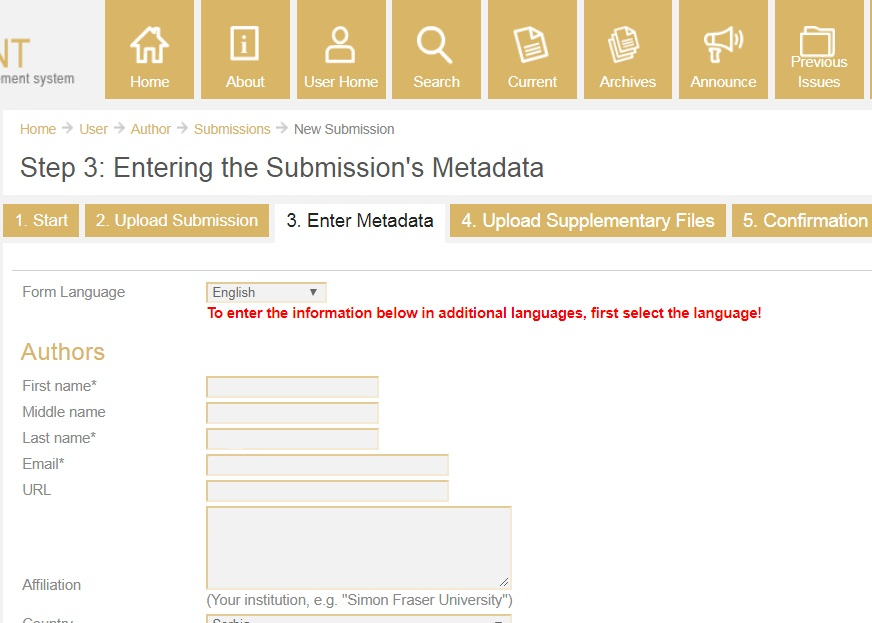 NT
ment system
Home
About
User Home
Search
Current
Archives
Announce
Previous
Issues
Home User Author Submissions New Submission
Step 3: Entering the Submission's Metadata
1. Start 2. Upload Submission 3. Enter Metadata 4. Upload Supplementary Files 5. Confirmation
Form Language English
To enter the information below in additional languages, first select the language!
Authors
First name*
Middle name
Last name*
Email*
URL
Affiliation
(Your institution, e.g. "Simon Fraser University")
Country Serbia